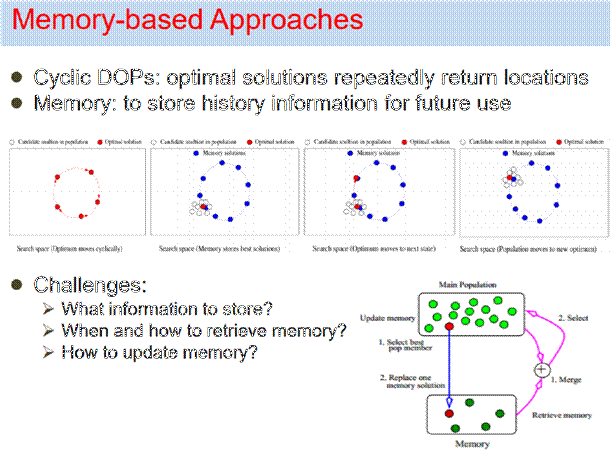 Memory-based Approaches
Cyclic DOPs: optimal solutions repeatedly return locations
Memory: to store history information for future use
Candidate soultion in population Optimal solution
Candidate soultion in population Optimal solution
Memory solutions
Candidate soultion in population Optimal solution
Memory solutions
Candidate soultion in population Optimal solution
Memory solutions
Search space (Optimum moves cyclically)
Search space (Memory stores best solutions)
Search space (Optimum moves to next state)
Search space (Population moves to new optimum)
Challenges:
What information to store?
When and how to retrieve memory?
How to update memory?
Main Population
Update memory
1. Select best
pop member
2. Replace one
memory solution
2. Select
+
1. Merge
Retrieve memory
Memory